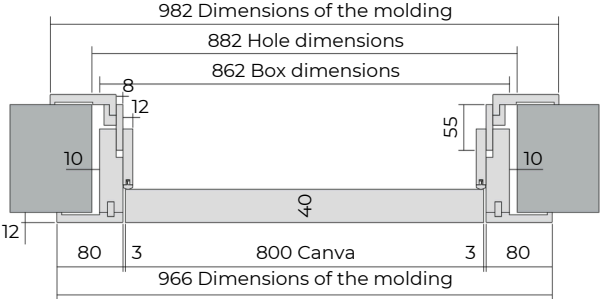 982 Dimensions of the molding
882 Hole dimensions
862 Box dimensions
8
12
55
10
10
40
12
80
3
800 Canva
3
80
966 Dimensions of the molding